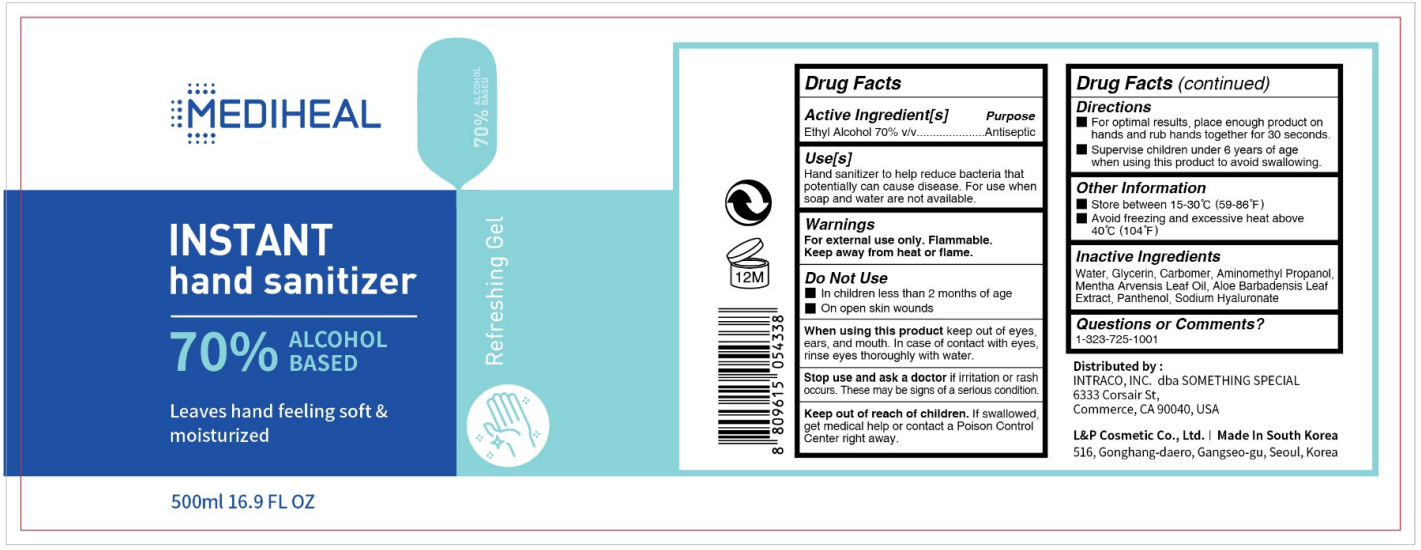 MEDIHEAL
70% ALCOHOL
BASED
INSTANT
hand sanitizer
70% ALCOHOL
BASED
Leaves hand feeling soft &
moisturized
500ml 16.9 FL OZ
Refreshing Gel
12M
8 809615 054338
Drug Facts
Active Ingredient[s] Purpose
Ethyl Alcohol 70% v/v.....................Antiseptic
Use[s]
Hand sanitizer to help reduce bacteria that
potentially can cause disease. For use when
soap and water are not available.
Warnings
For external use only. Flammable.
Keep away from heat or flame.
Do Not Use
■ In children less than 2 months of age
■ On open skin wounds
When using this product keep out of eyes,
ears, and mouth. In case of contact with eyes,
rinse eyes thoroughly with water.
Stop use and ask a doctor if irritation or rash
occurs. These may be signs of a serious condition.
Keep out of reach of children. If swallowed,
get medical help or contact a Poison Control
Center right away.
Drug Facts (continued)
Directions
■ For optimal results, place enough product on
hands and rub hands together for 30 seconds.
■ Supervise children under 6 years of age
when using this product to avoid swallowing.
Other Information
■ Store between 15-30℃ (59-86℉)
■ Avoid freezing and excessive heat above
40℃ (104℉)
Inactive Ingredients
Water, Glycerin, Carbomer, Aminomethyl Propanol,
Mentha Arvensis Leaf Oil, Aloe Barbadensis Leaf
Extract, Panthenol, Sodium Hyaluronate
Questions or Comments?
1-323-725-1001
Distributed by :
INTRACO, INC. dba SOMETHING SPECIAL
6333 Corsair St,
Commerce, CA 90040, USA
L&P Cosmetic Co., Ltd. | Made In South Korea
516, Gonghang-daero, Gangseo-gu, Seoul, Korea